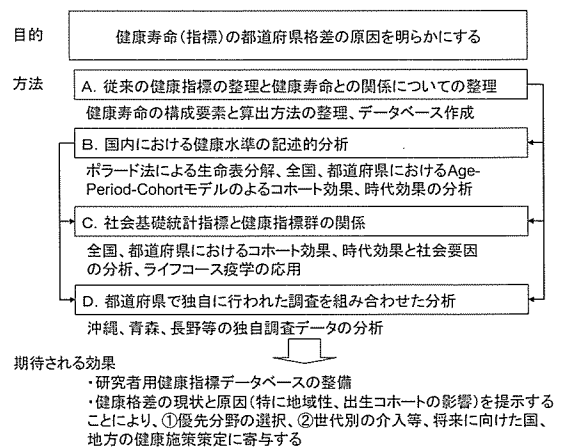 目的
健康寿命(指標)の都道府県格差の原因を明らかにする
方法
A. 従来の健康指標の整理と健康寿命との関係についての整理
健康寿命の構成要素と算出方法の整理、データベース作成
B. 国内における健康水準の記述的分析
ポラード法による生命表分解、全国、都道府県におけるAge-
Period-Cohortモデルのよるコホート効果、時代効果の分析
C. 社会基礎統計指標と健康指標群の関係
全国、都道府県におけるコホート効果、時代効果と社会要因
の分析、ライフコース疫学の応用
D. 都道府県で独自に行われた調査を組み合わせた分析
沖縄、青森、長野等の独自調査データの分析
期待される効果
・研究者用健康指標データベースの整備
・健康格差の現状と原因(特に地域性、出生コホートの影響)を提示する
ことにより、①優先分野の選択、②世代別の介入等、将来に向けた国、
地方の健康施策策定に寄与する